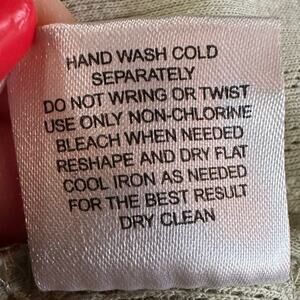 HAND WASH COLD
SEPARATELY
DO NOT WRING OR TWIST
USE ONLY NON-CHLORINE
BLEACH WHEN NEEDED
RESHAPE AND DRY FLAT
COOL IRON AS NEEDED
FOR THE BEST RESULT
DRY CLEAN